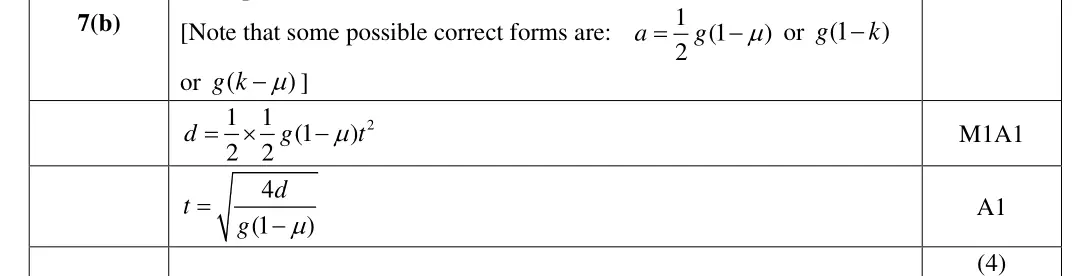 7(b)
[Note that some possible correct forms are: a = 1/2 g(1 − μ) or g(1 − k)
or g(k − μ) ]
d = 1/2 × 1/2 g(1 − μ)t²
M1A1
t = √(4d / g(1 − μ))
A1
(4)